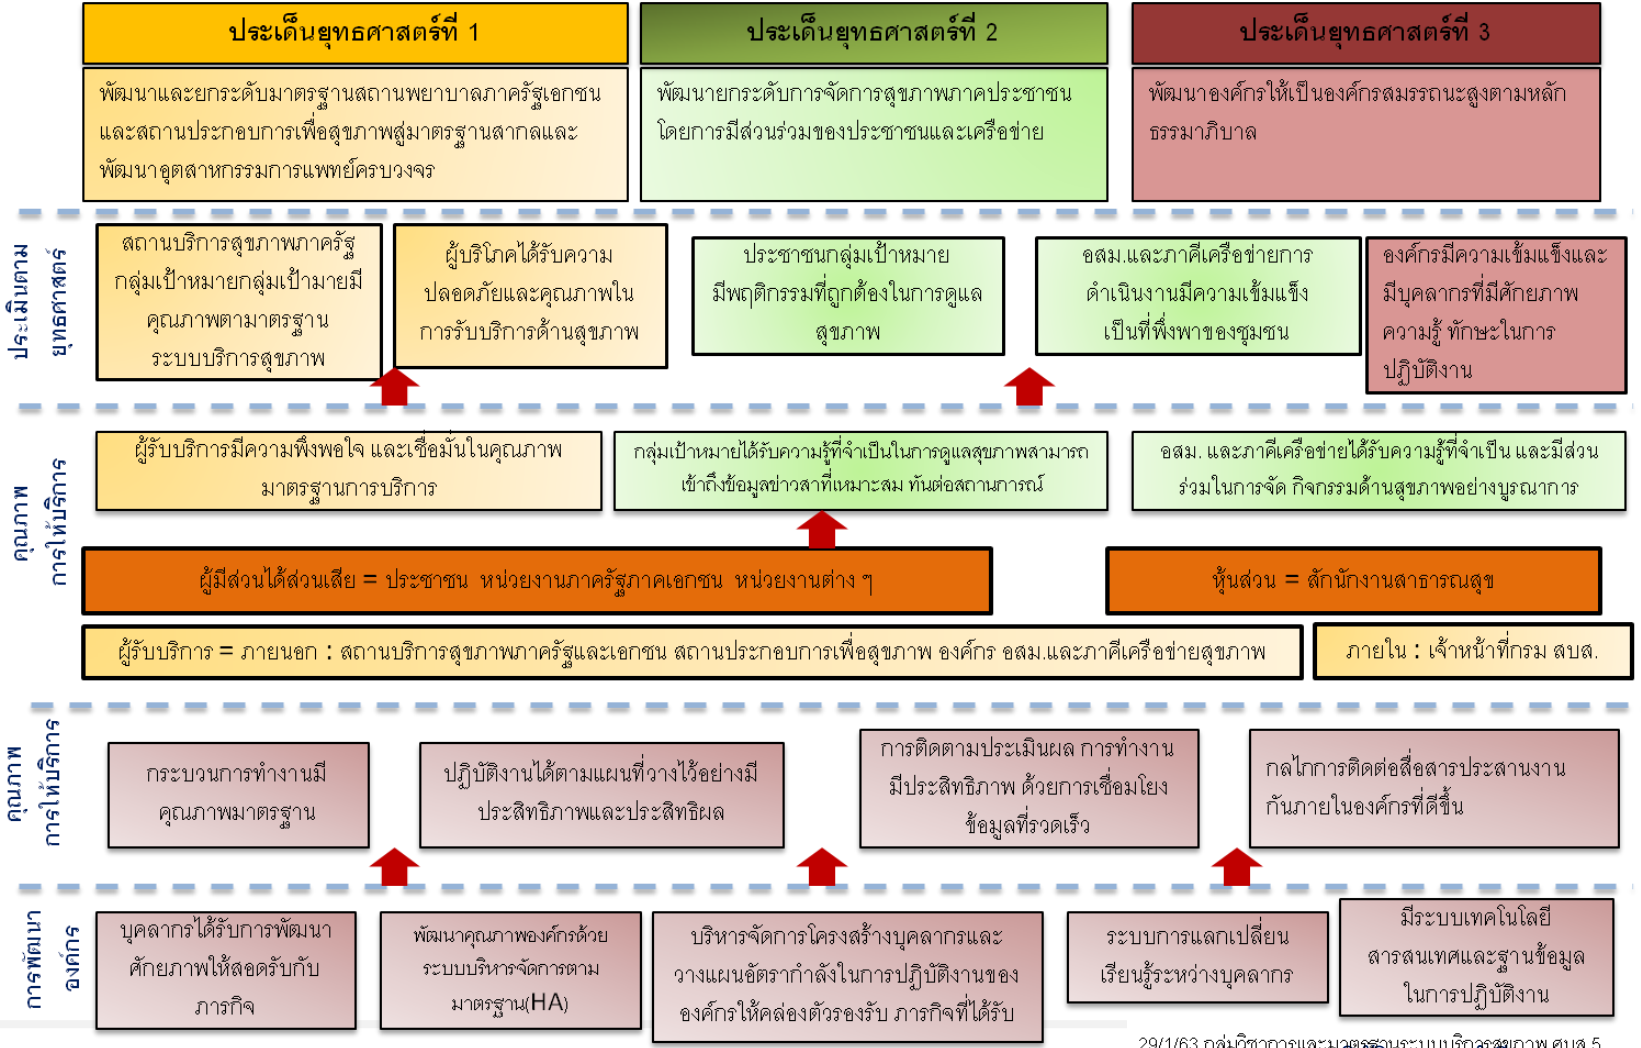 ประเด็นยุทธศาสตร์ที่ 1
ประเด็นยุทธศาสตร์ที่ 2
ประเด็นยุทธศาสตร์ที่ 3
พัฒนาและยกระดับมาตรฐานสถานพยาบาลภาครัฐเอกชน
และสถานประกอบการเพื่อสุขภาพสู่มาตรฐานสากลและ
พัฒนาอุตสาหกรรมการแพทย์ครบวงจร
พัฒนายกระดับการจัดการสุขภาพภาคประชาชน
โดยการมีส่วนร่วมของประชาชนและเครือข่าย
พัฒนาองค์กรให้เป็นองค์กรสมรรถนะสูงตามหลัก
ธรรมาภิบาล
ประเมินตาม
ยุทธศาสตร์
สถานบริการสุขภาพภาครัฐ
กลุ่มเป้าหมายกลุ่มเป้ามายมี
คุณภาพตามาตรฐาน
ระบบบริการสุขภาพ
ผู้บริโภคได้รับความ
ปลอดภัยและคุณภาพใน
การรับบริการด้านสุขภาพ
ประชาชนกลุ่มเป้าหมาย
มีพฤติกรรมที่ถูกต้องในการดูแล
สุขภาพ
อสม.และภาคีเครือข่ายการ
ดำเนินงานมีความเข้มแข็ง
เป็นที่พึ่งพาของชุมชน
องค์กรมีความเข้มแข็งและ
มีบุคลากรที่มีศักยภาพ
ความรู้ ทักษะในการ
ปฏิบัติงาน
คุณภาพ
การให้บริการ
ผู้รับบริการมีความพึงพอใจ และเชื่อมั่นในคุณภาพ
มาตรฐานการบริการ
กลุ่มเป้าหมายได้รับความรู้ที่จำเป็นในการดูแลสุขภาพสามารถ
เข้าถึงข้อมูลข่าวสาที่เหมาะสม ทันต่อสถานการณ์
อสม. และภาคีเครือข่ายได้รับความรู้ที่จำเป็น และมีส่วน
ร่วมในการจัด กิจกรรมด้านสุขภาพอย่างบูรณาการ
ผู้มีส่วนได้ส่วนเสีย = ประชาชน หน่วยงานภาครัฐภาคเอกชน หน่วยงานต่าง ๆ
หุ้นส่วน = สักนักงานสาธารณสุข
ผู้รับบริการ = ภายนอก : สถานบริการสุขภาพภาครัฐและเอกชน สถานประกอบการเพื่อสุขภาพ องค์กร อสม.และภาคีเครือข่ายสุขภาพ
ภายใน : เจ้าหน้าที่กรม สบส.
คุณภาพ
การให้บริการ
กระบวนการทำงานมี
คุณภาพมาตรฐาน
ปฏิบัติงานได้ตามแผนที่วางไว้อย่างมี
ประสิทธิภาพและประสิทธิผล
การติดตามประเมินผล การทำงาน
มีประสิทธิภาพ ด้วยการเชื่อมโยง
ข้อมูลที่รวดเร็ว
กลไกการติดต่อสื่อสารประสานงาน
กันภายในองค์กรที่ดีขึ้น
การพัฒนา
องค์กร
บุคลากรได้รับการพัฒนา
ศักยภาพให้สอดรับกับ
ภารกิจ
พัฒนาคุณภาพองค์กรด้วย
ระบบบริหารจัดการตาม
มาตรฐาน(HA)
บริหารจัดการโครงสร้างบุคลากรและ
วางแผนอัตรากำลังในการปฏิบัติงานของ
องค์กรให้คล่องตัวรองรับ ภารกิจที่ได้รับ
ระบบการแลกเปลี่ยน
เรียนรู้ระหว่างบุคลากร
มีระบบเทคโนโลยี
สารสนเทศและฐานข้อมูล
ในการปฏิบัติงาน
29/1/63 กลุ่มวิชาการและมาตรฐานระบบบริการสุขภาพ ศบส.5